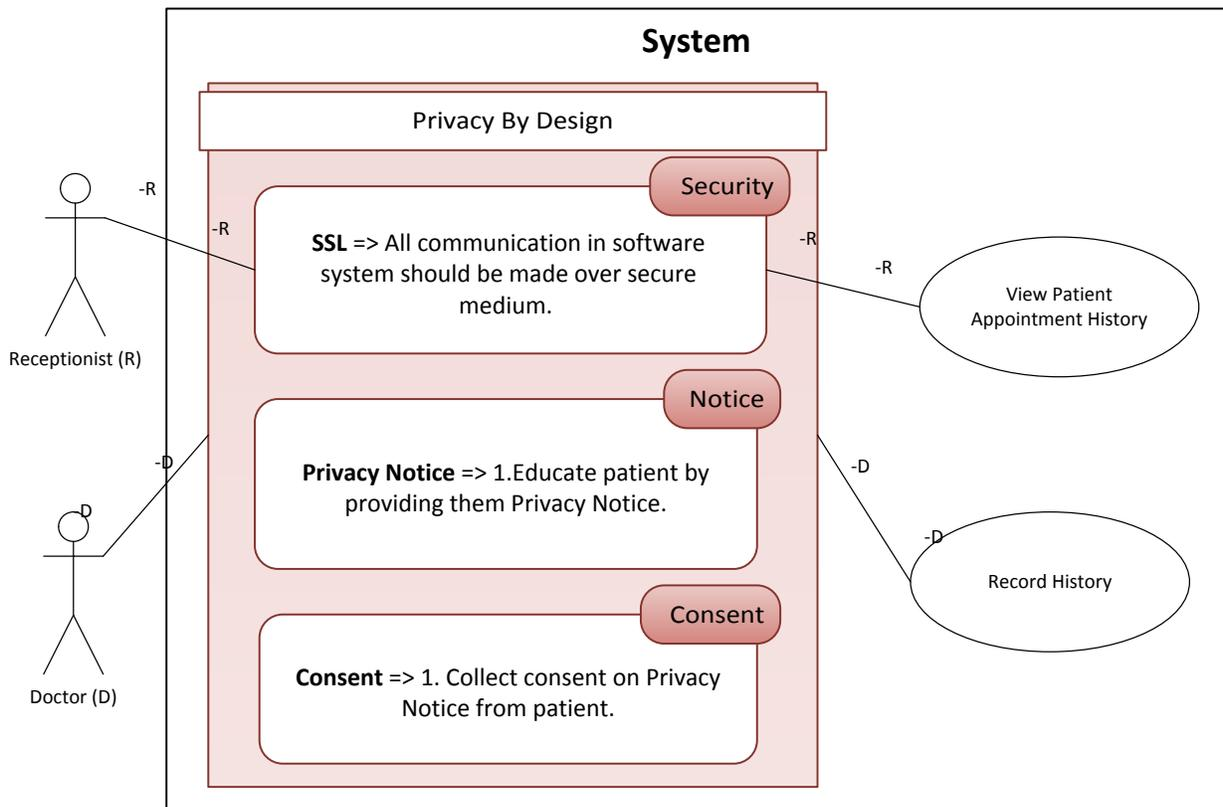 System
Privacy By Design
Security
-R
-R
SSL => All communication in software
system should be made over secure
medium.
-R
-R
View Patient
Appointment History
Receptionist (R)
Notice
Privacy Notice => 1.Educate patient by
providing them Privacy Notice.
-D
-D
-D
-D
Record History
Consent
Consent => 1. Collect consent on Privacy
Notice from patient.
Doctor (D)